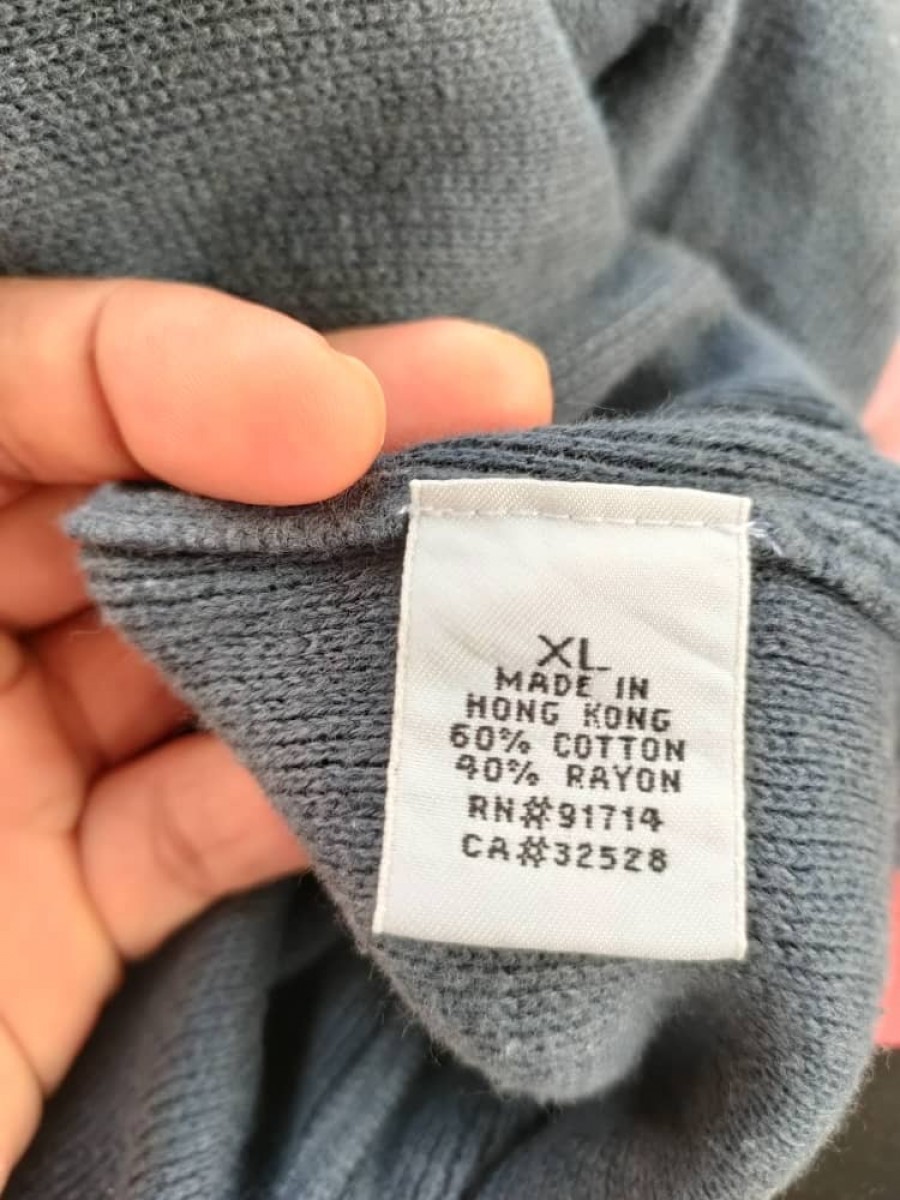 XL
MADE IN
HONG KONG
60% COTTON
40% RAYON
RN#91714
CA#32528